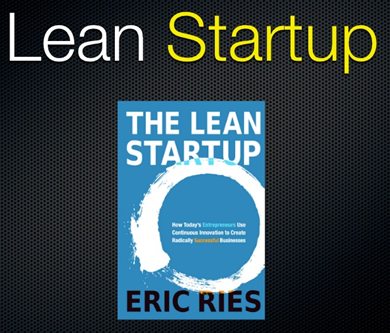 Lean Startup
THE LEAN
STARTUP
How Today's Entrepreneurs Use
Continuous Innovation to Create
Radically Successful Businesses
ERIC RIES